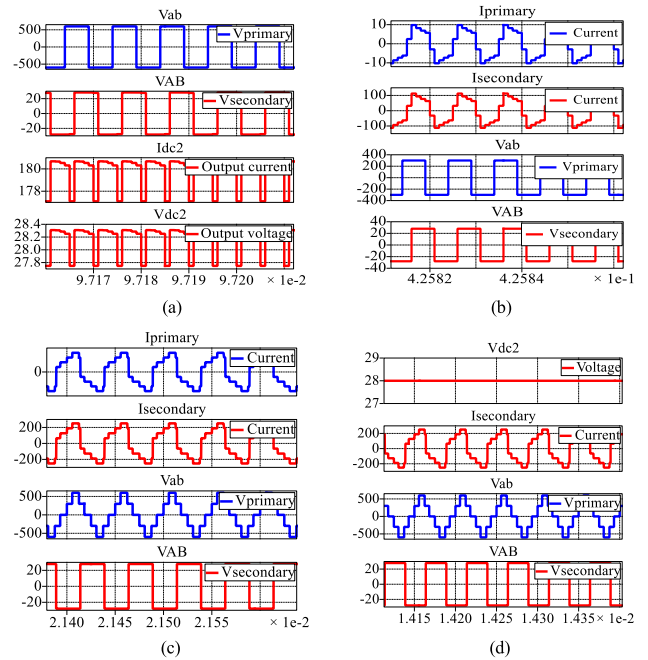 Vab
500
0
-500
Vprimary
VAB
20
0
-20
Vsecondary
Idc2
180
178
Output current
Vdc2
28.4
28.2
28.0
27.8
Output voltage
9.717 9.718 9.719 9.720 × 1e-2
(a)
Iprimary
10
0
-10
Current
Isecondary
100
0
-100
Current
Vab
400
200
0
-200
-400
Vprimary
VAB
40
20
0
-20
40
Vsecondary
4.2582 4.2584 × 1e-1
(b)
Iprimary
0
Current
Isecondary
200
0
-200
Current
Vab
500
0
-500
Vprimary
VAB
20
0
-20
Vsecondary
2.140 2.145 2.150 2.155 × 1e-2
(c)
Vdc2
29
28
27
Voltage
Isecondary
200
0
-200
Current
Vab
500
0
-500
Vprimary
VAB
20
0
-20
Vsecondary
1.415 1.420 1.430 1.435 × 1e-2
(d)